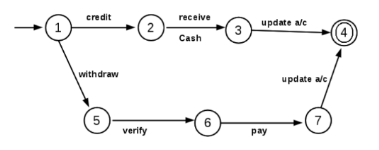 credit
receive
Cash
update a/c
1
2
3
4
withdraw
update a/c
5
verify
6
pay
7